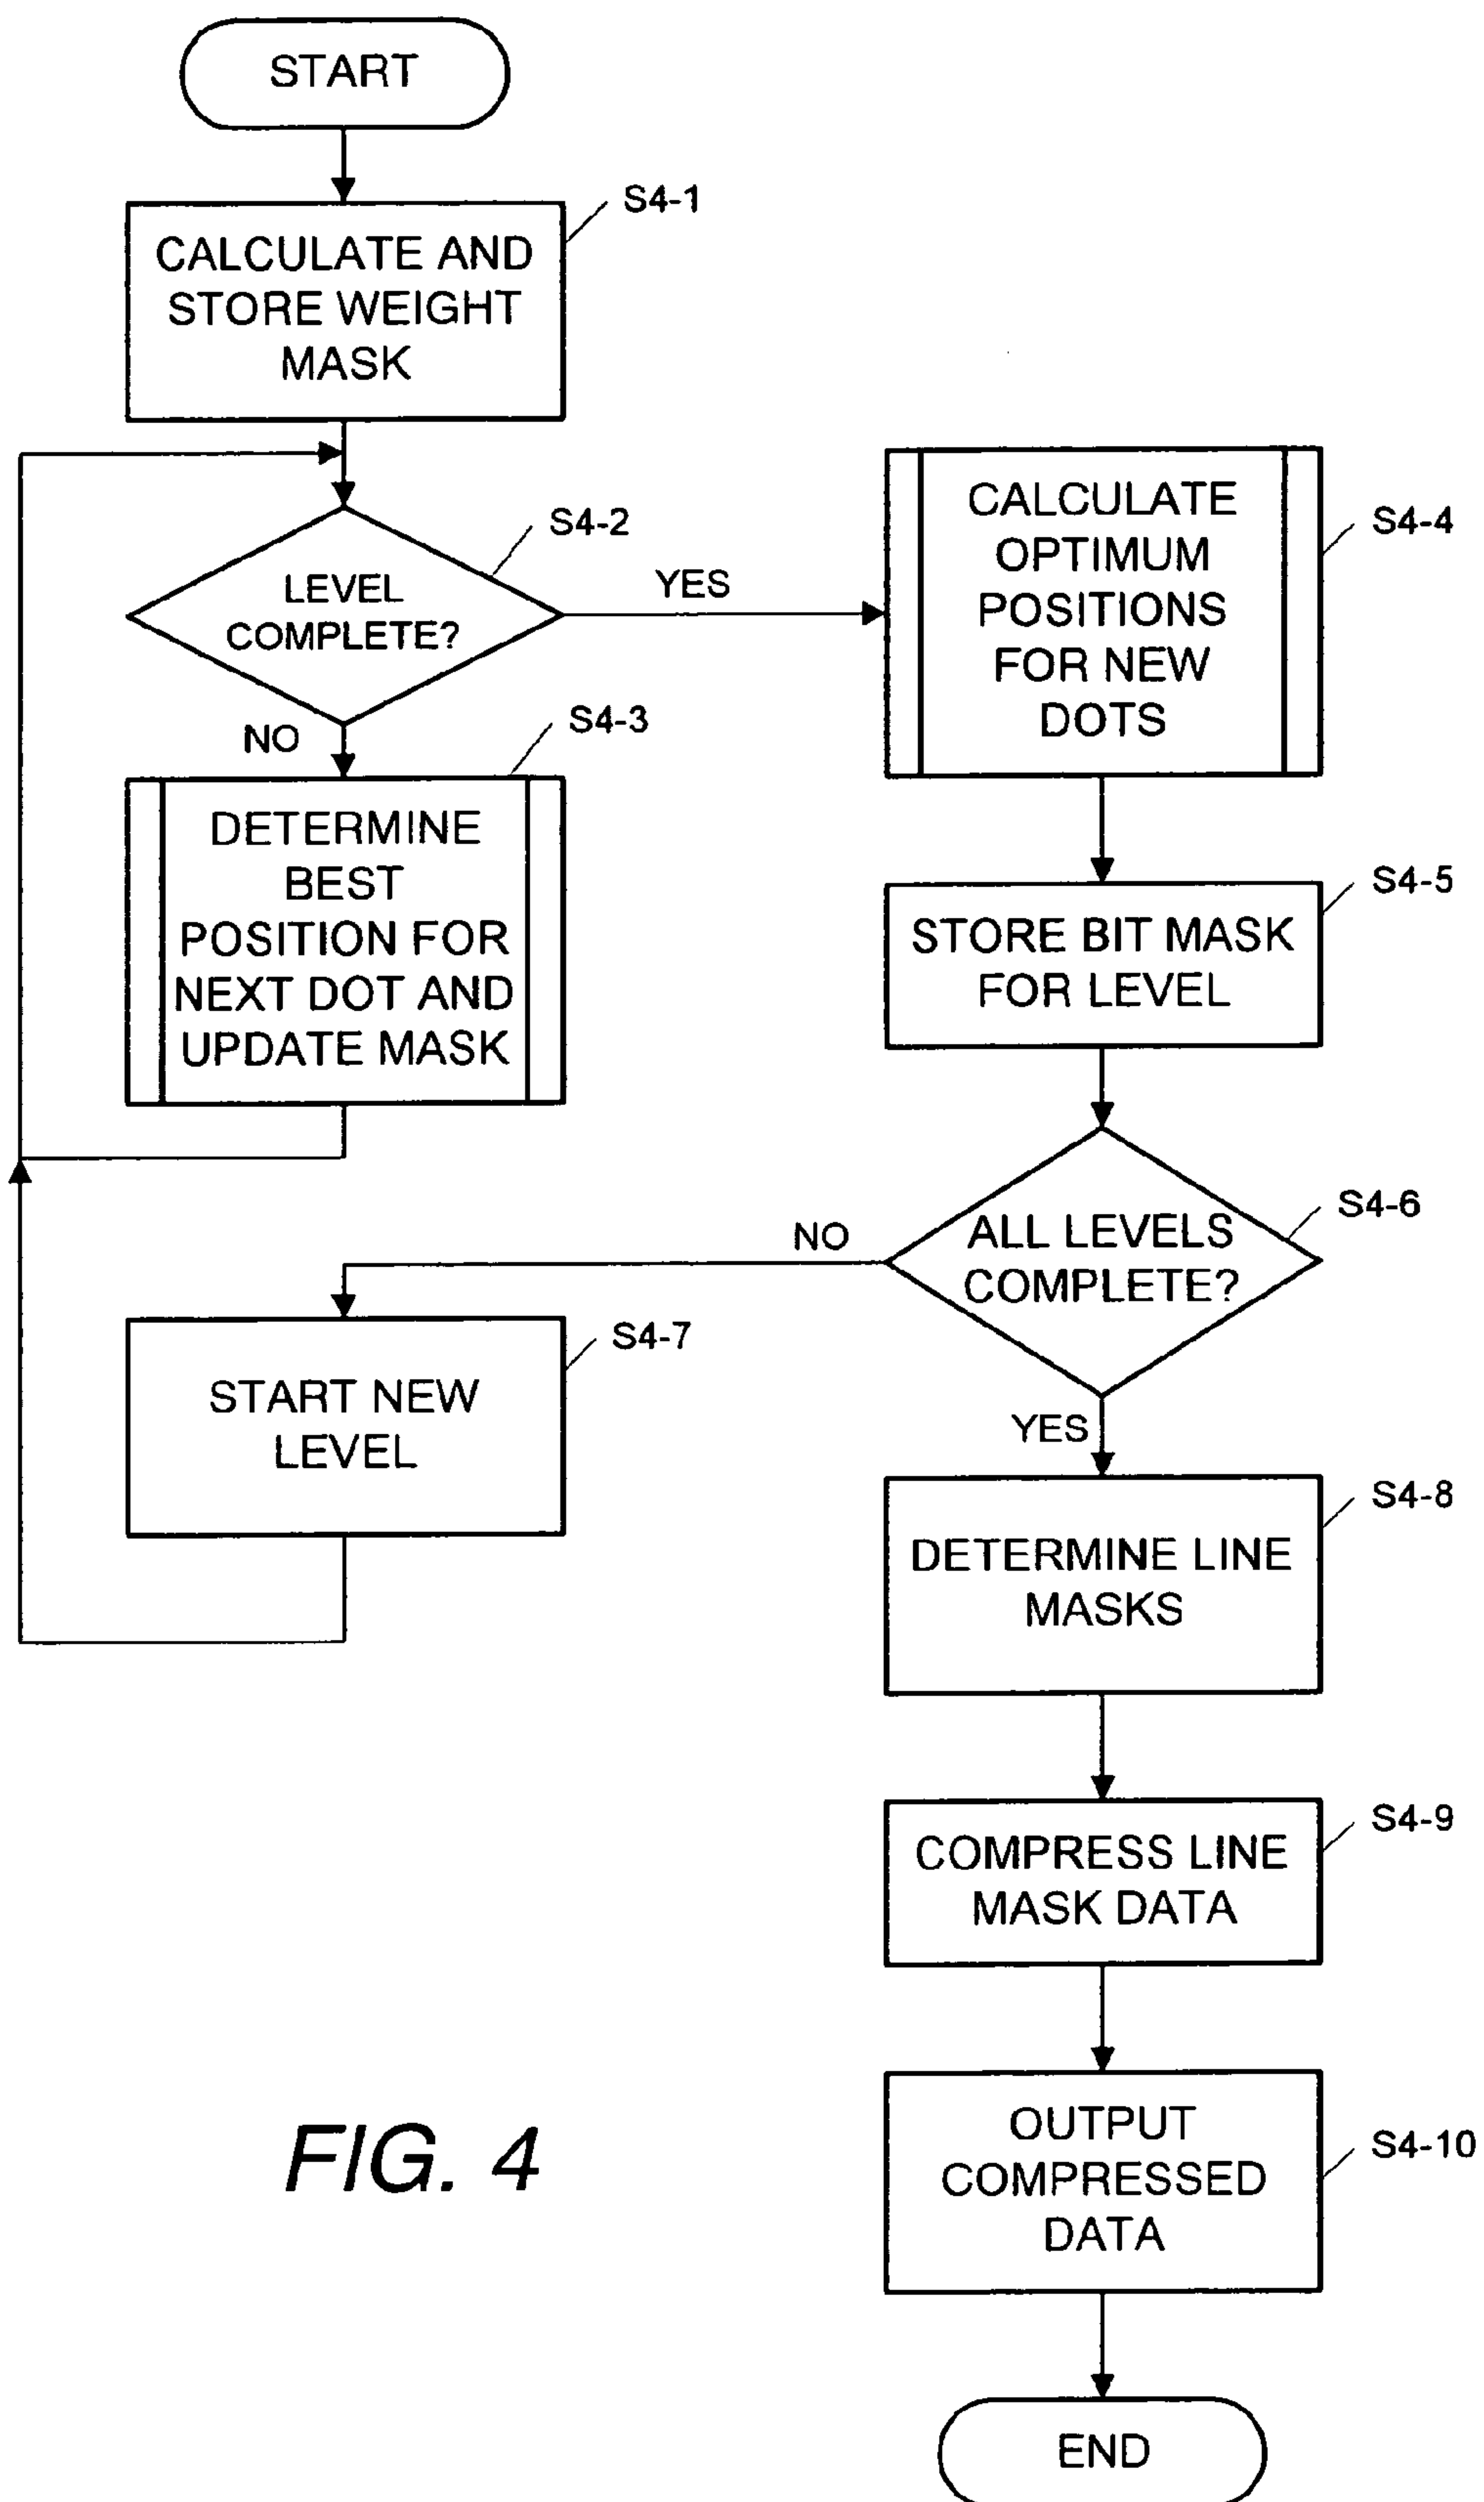 START
S4-1
CALCULATE AND
STORE WEIGHT
MASK
S4-2
LEVEL
COMPLETE?
YES
NO
S4-3
DETERMINE
BEST
POSITION FOR
NEXT DOT AND
UPDATE MASK
S4-4
CALCULATE
OPTIMUM
POSITIONS
FOR NEW
DOTS
S4-5
STORE BIT MASK
FOR LEVEL
S4-6
ALL LEVELS
COMPLETE?
NO
S4-7
START NEW
LEVEL
YES
S4-8
DETERMINE LINE
MASKS
S4-9
COMPRESS LINE
MASK DATA
S4-10
OUTPUT
COMPRESSED
DATA
END
FIG. 4